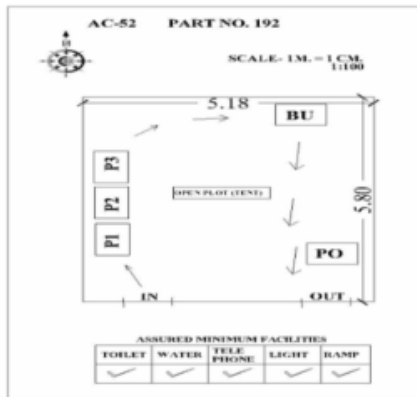 AC-52 PART NO. 192
SCALE- 1M. = 1 CM.
1:100
5.18
BU
P3
OPEN PLOT (TENT)
5.80
P2
P1
PO
IN OUT
ASSURED MINIMUM FACILITIES
TOILET WATER TELE PHONE LIGHT RAMP